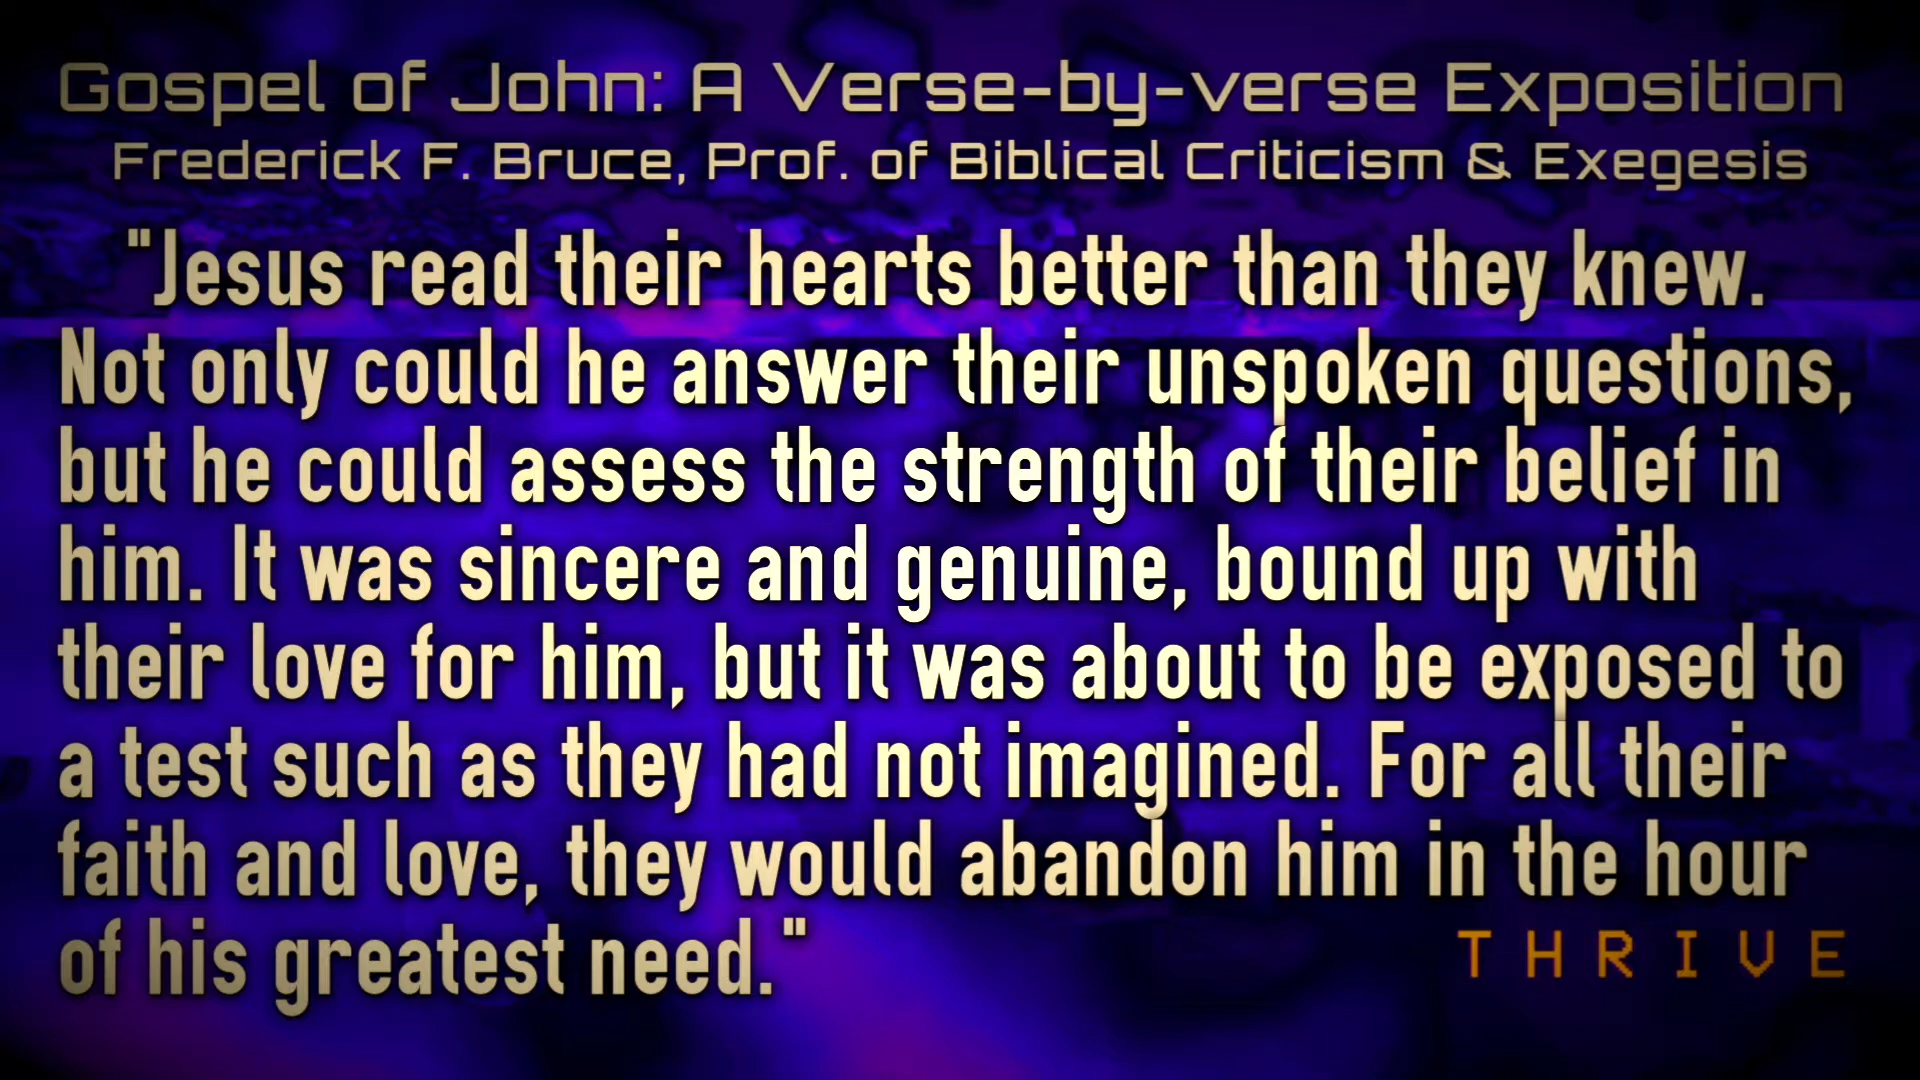 Gospel of John: A Verse-by-verse Exposition
Frederick F. Bruce, Prof. of Biblical Criticism & Exegesis
"Jesus read their hearts better than they knew.
Not only could he answer their unspoken questions,
but he could assess the strength of their belief in
him. It was sincere and genuine, bound up with
their love for him, but it was about to be exposed to
a test such as they had not imagined. For all their
faith and love, they would abandon him in the hour
of his greatest need."
THRIVE